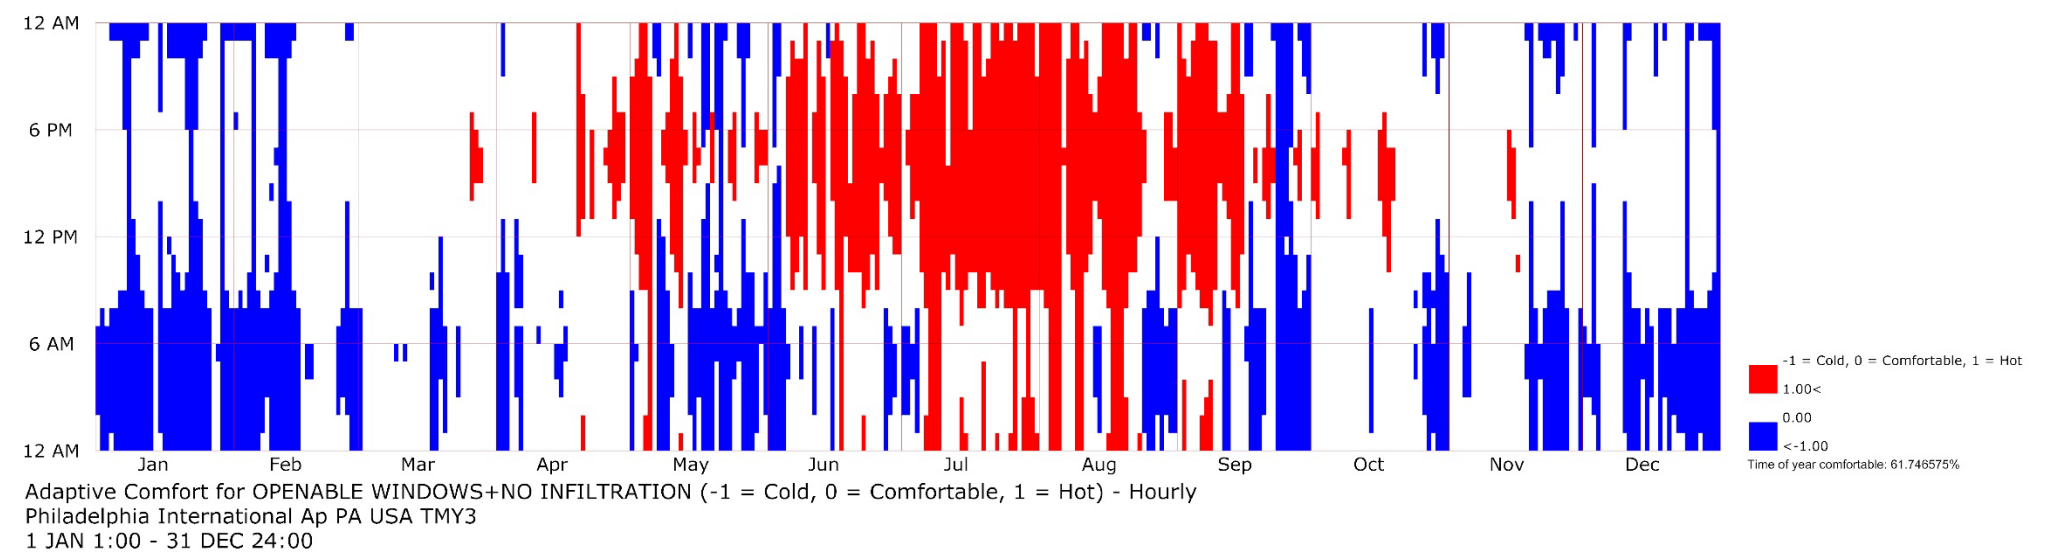 12 AM
6 PM
12 PM
6 AM
12 AM
Jan Feb Mar Apr May Jun Jul Aug Sep Oct Nov Dec
-1 = Cold, 0 = Comfortable, 1 = Hot
1.00<
0.00
<-1.00
Time of year comfortable: 61.746575%
Adaptive Comfort for OPENABLE WINDOWS+NO INFILTRATION (-1 = Cold, 0 = Comfortable, 1 = Hot) - Hourly
Philadelphia International Ap PA USA TMY3
1 JAN 1:00 - 31 DEC 24:00